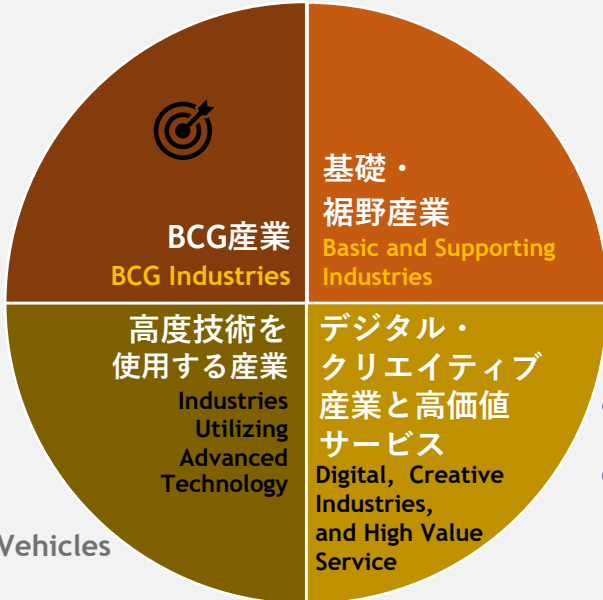 BCG産業
BCG Industries
基礎・
裾野産業
Basic and Supporting
Industries
高度技術を
使用する産業
Industries
Utilizing
Advanced
Technology
デジタル・
クリエイティブ
産業と高価値
サービス
Digital, Creative
Industries,
and High Value
Service
Vehicles